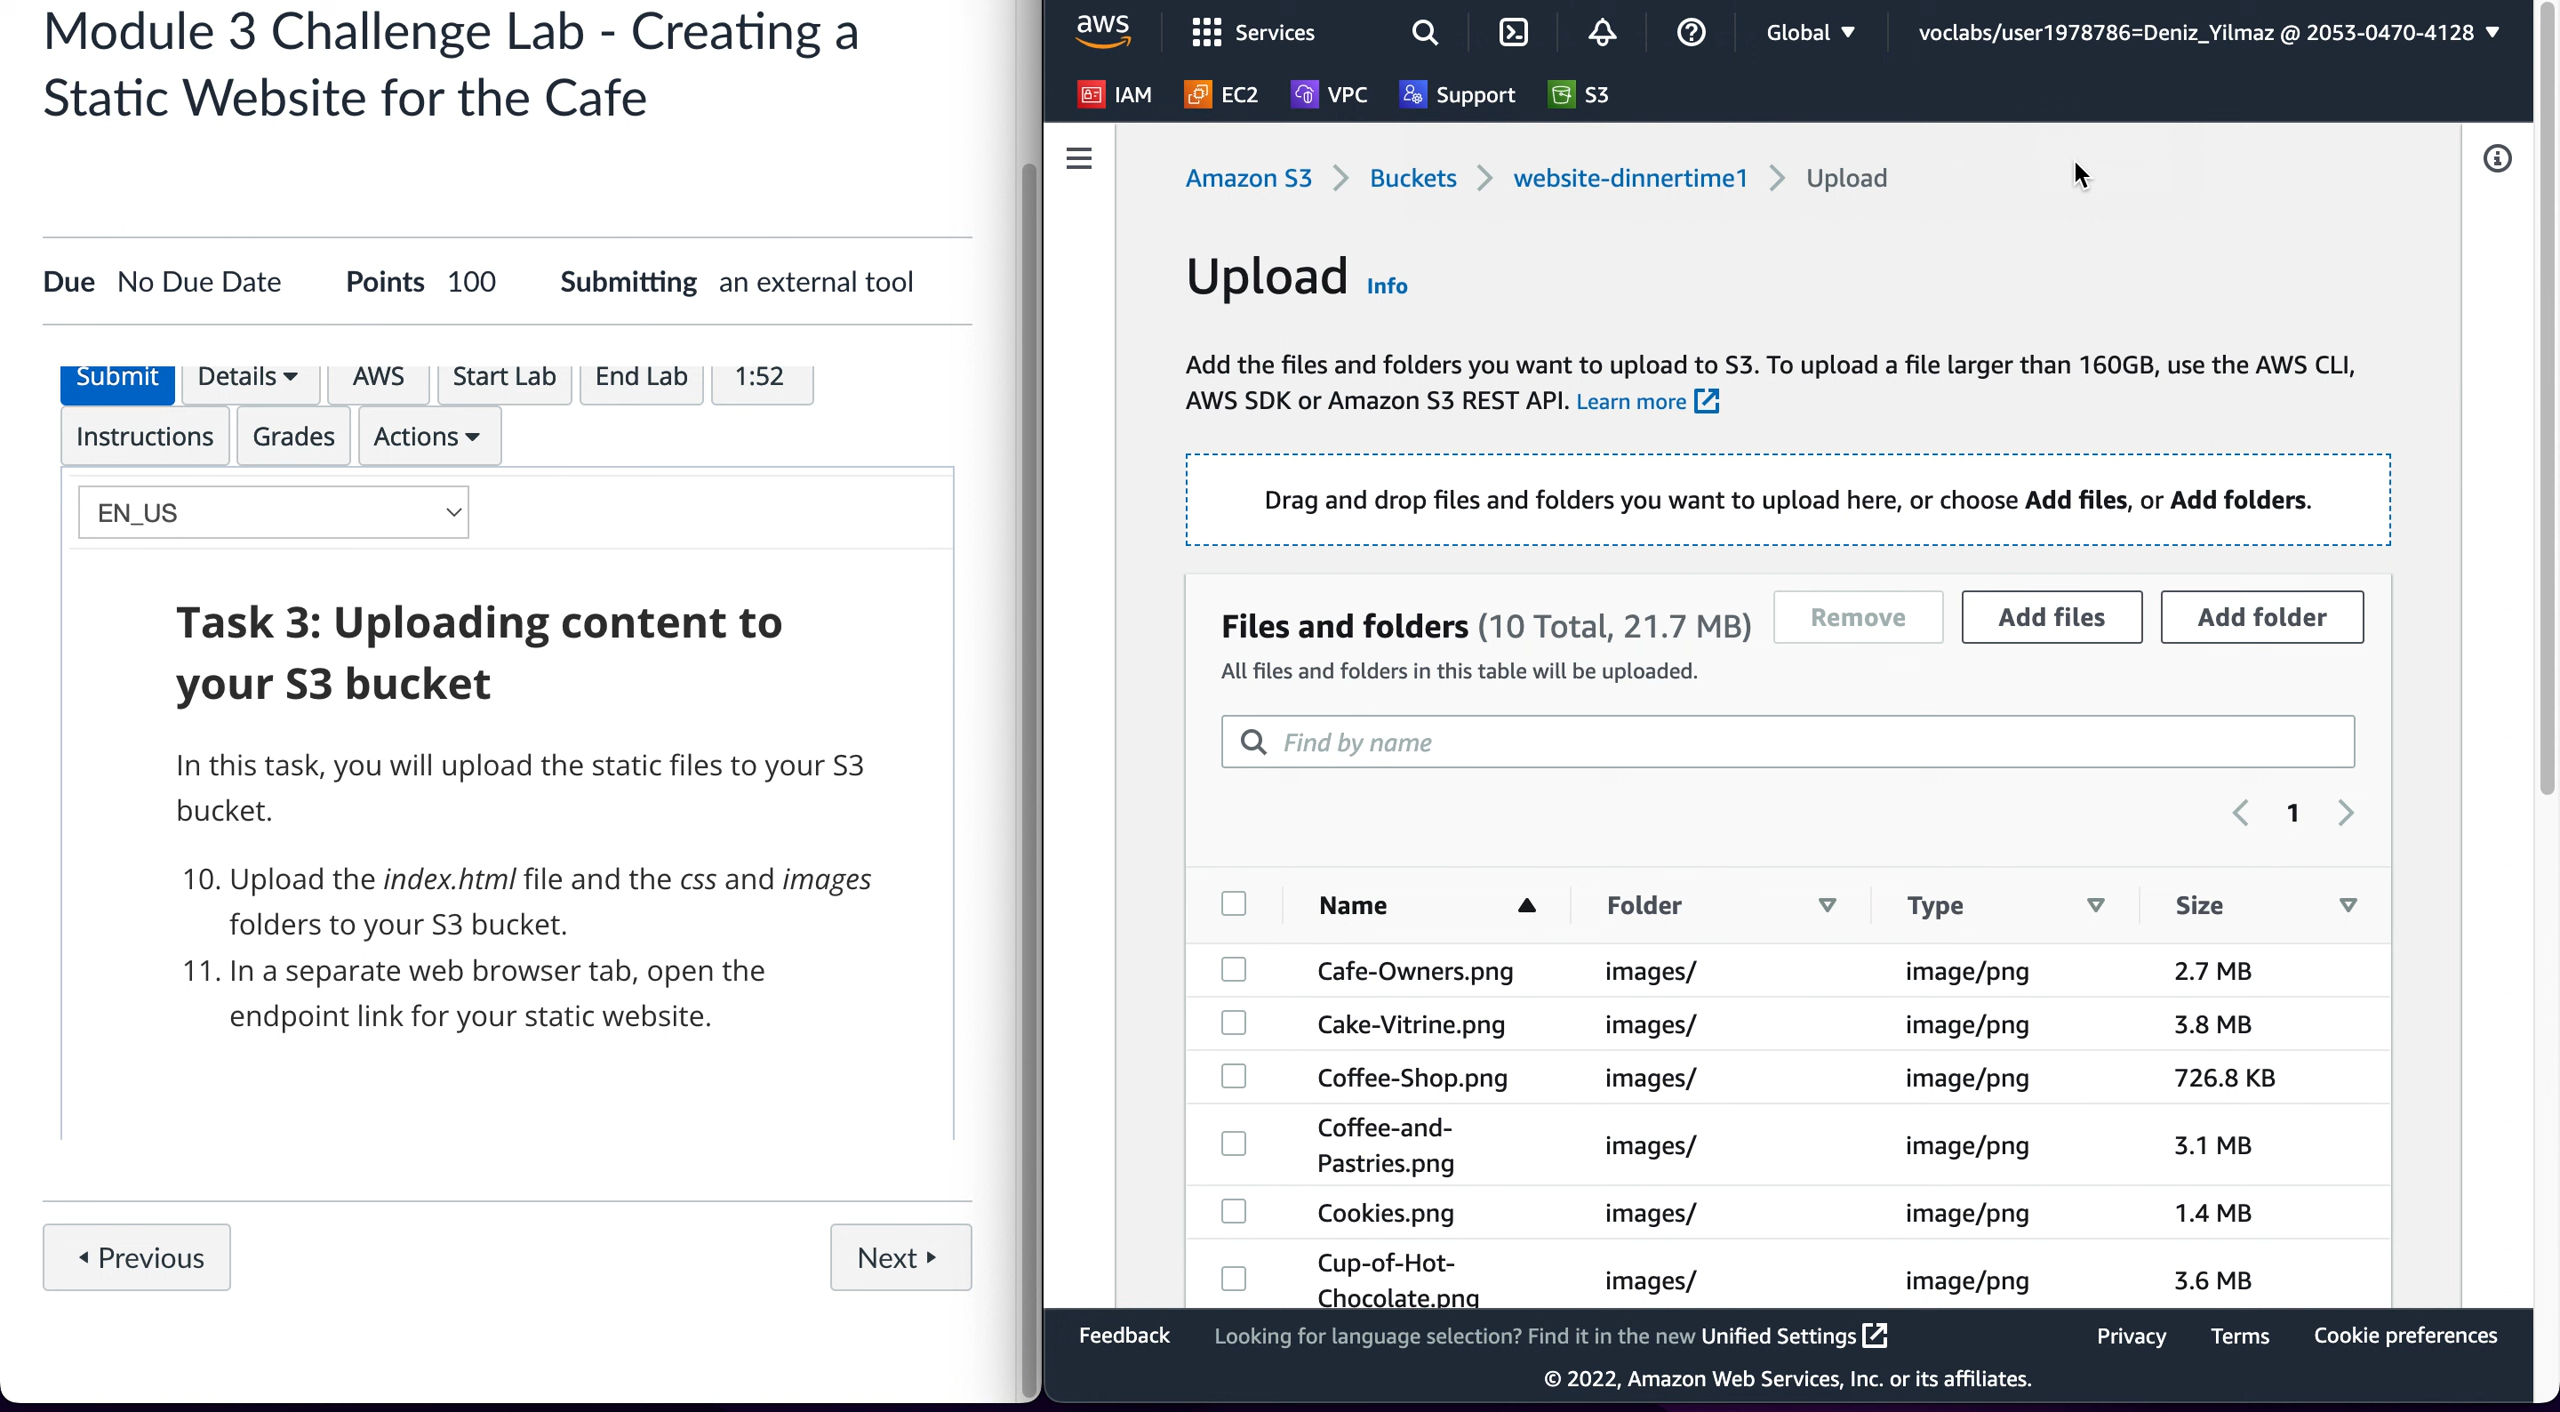 Module 3 Challenge Lab - Creating a
Static Website for the Cafe
Due No Due Date Points 100 Submitting an external tool
Submit Details AWS Start Lab End Lab 1:52
Instructions Grades Actions
EN_US
Task 3: Uploading content to
your S3 bucket
In this task, you will upload the static files to your S3
bucket.
10. Upload the index.html file and the css and images
folders to your S3 bucket.
11. In a separate web browser tab, open the
endpoint link for your static website.
Previous Next
aws Services Global voclabs/user1978786=Deniz_Yilmaz @ 2053-0470-4128
IAM EC2 VPC Support S3
Amazon S3 Buckets website-dinnertime1 Upload
Upload Info
Add the files and folders you want to upload to S3. To upload a file larger than 160GB, use the AWS CLI,
AWS SDK or Amazon S3 REST API. Learn more
Drag and drop files and folders you want to upload here, or choose Add files, or Add folders.
Files and folders (10 Total, 21.7 MB) Remove Add files Add folder
All files and folders in this table will be uploaded.
Find by name
1
Name Folder Type Size
Cafe-Owners.png images/ image/png 2.7 MB
Cake-Vitrine.png images/ image/png 3.8 MB
Coffee-Shop.png images/ image/png 726.8 KB
Coffee-and-
Pastries.png images/ image/png 3.1 MB
Cookies.png images/ image/png 1.4 MB
Cup-of-Hot-
Chocolate.png images/ image/png 3.6 MB
Feedback Looking for language selection? Find it in the new Unified Settings Privacy Terms Cookie preferences
© 2022, Amazon Web Services, Inc. or its affiliates.